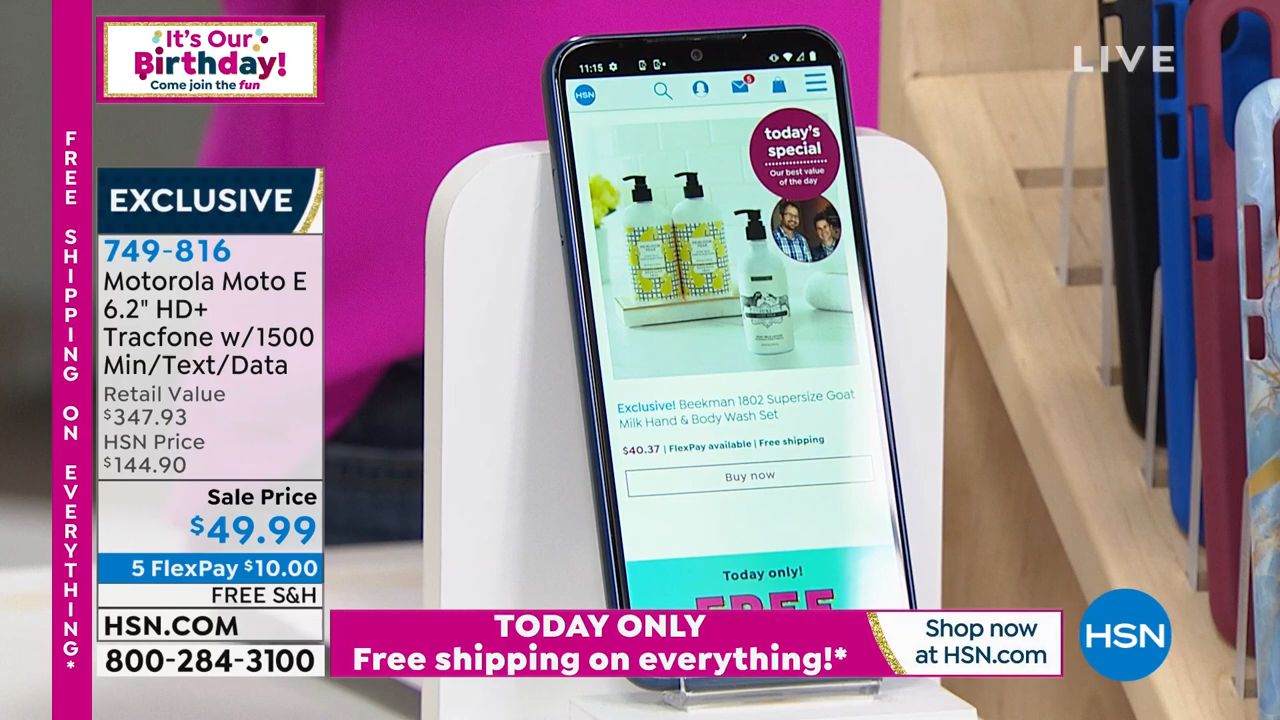 It's Our
Birthday!
Come join the fun
LIVE
FREE SHIPPING ON EVERYTHING!*
EXCLUSIVE
749-816
Motorola Moto E
6.2" HD+
Tracfone w/1500
Min/Text/Data
Retail Value
$347.93
HSN Price
$144.90
Sale Price
$49.99
5 FlexPay $10.00
FREE S&H
HSN.COM
800-284-3100
11:15
HSN
5
today's
special
Our best value
of the day
Exclusive! Beekman 1802 Supersize Goat
Milk Hand & Body Wash Set
$40.37 | FlexPay available | Free shipping
Buy now
Today only!
FREE
TODAY ONLY
Free shipping on everything!*
Shop now
at HSN.com
HSN